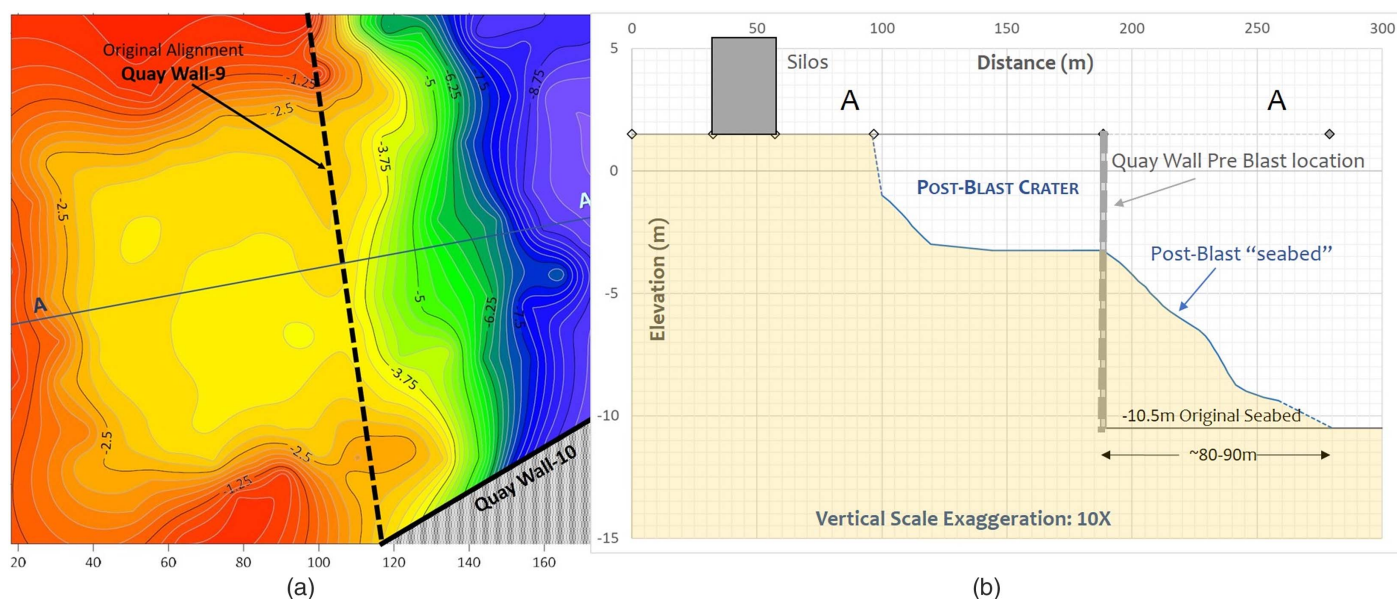 Original Alignment
Quay Wall-9
-1.25
-2.5
-3.75
-5
-6.25
-7.5
-8.75
-2.5
A
A
-5
-6.25
-7.5
-3.75
-2.5
-2.5
-1.25
Quay Wall-10
20 40 60 80 100 120 140 160
(a)
0 50 100 150 200 250 300
5
Silos
Distance (m)
A
A
0
Quay Wall Pre Blast location
POST-BLAST CRATER
Elevation (m)
Post-Blast “seabed”
-5
-10
-10.5m Original Seabed
~80-90m
Vertical Scale Exaggeration: 10X
-15
(b)